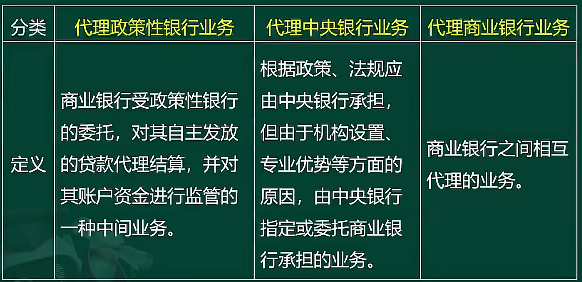 分类
代理政策性银行业务
代理中央银行业务
代理商业银行业务
定义
商业银行受政策性银行
的委托，对其自主发放
的贷款代理结算，并对
其账户资金进行监管的
一种中间业务。
根据政策、法规应
由中央银行承担，
但由于机构设置、
专业优势等方面的
原因，由中央银行
指定或委托商业银
行承担的业务。
商业银行之间相互
代理的业务。